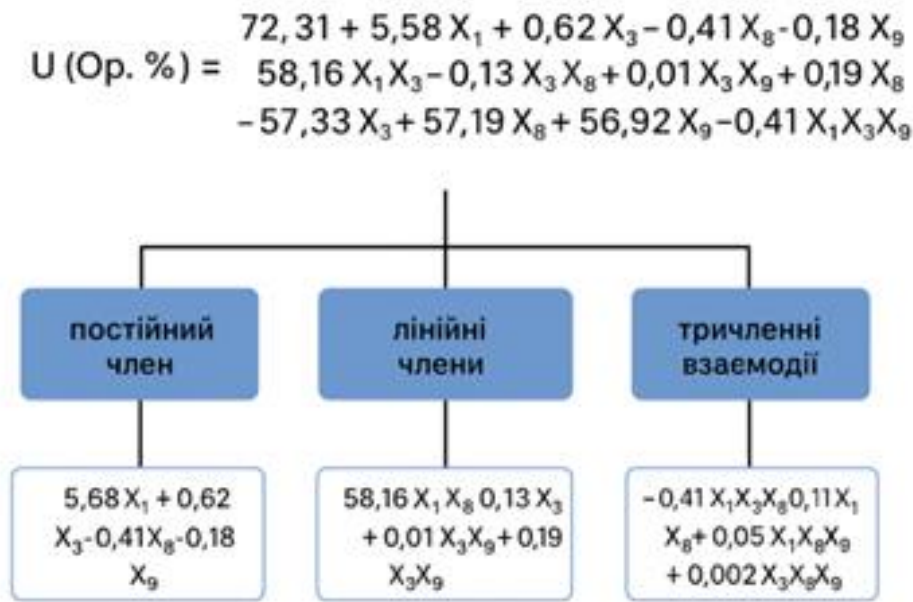 72,31 + 5,58 X₁ + 0,62 X₃ – 0,41 X₈ - 0,18 X₉
U (Op. %) =
58,16 X₁X₃ – 0,13 X₃X₈ + 0,01 X₃X₉ + 0,19 X₈
– 57,33 X₃ + 57,19 X₈ + 56,92 X₉ – 0,41 X₁X₃X₉
постійний
член
лінійні
члени
тричленні
взаємодії
5,68 X₁ + 0,62
X₃-0,41X₈-0,18
X₉
58,16 X₁ X₈ 0,13 X₃
+ 0,01 X₃X₉ + 0,19
X₃X₉
-0,41 X₁X₃X₈0,11X₁
X₈+ 0,05 X₁X₈X₉
+ 0,002 X₃X₈X₉